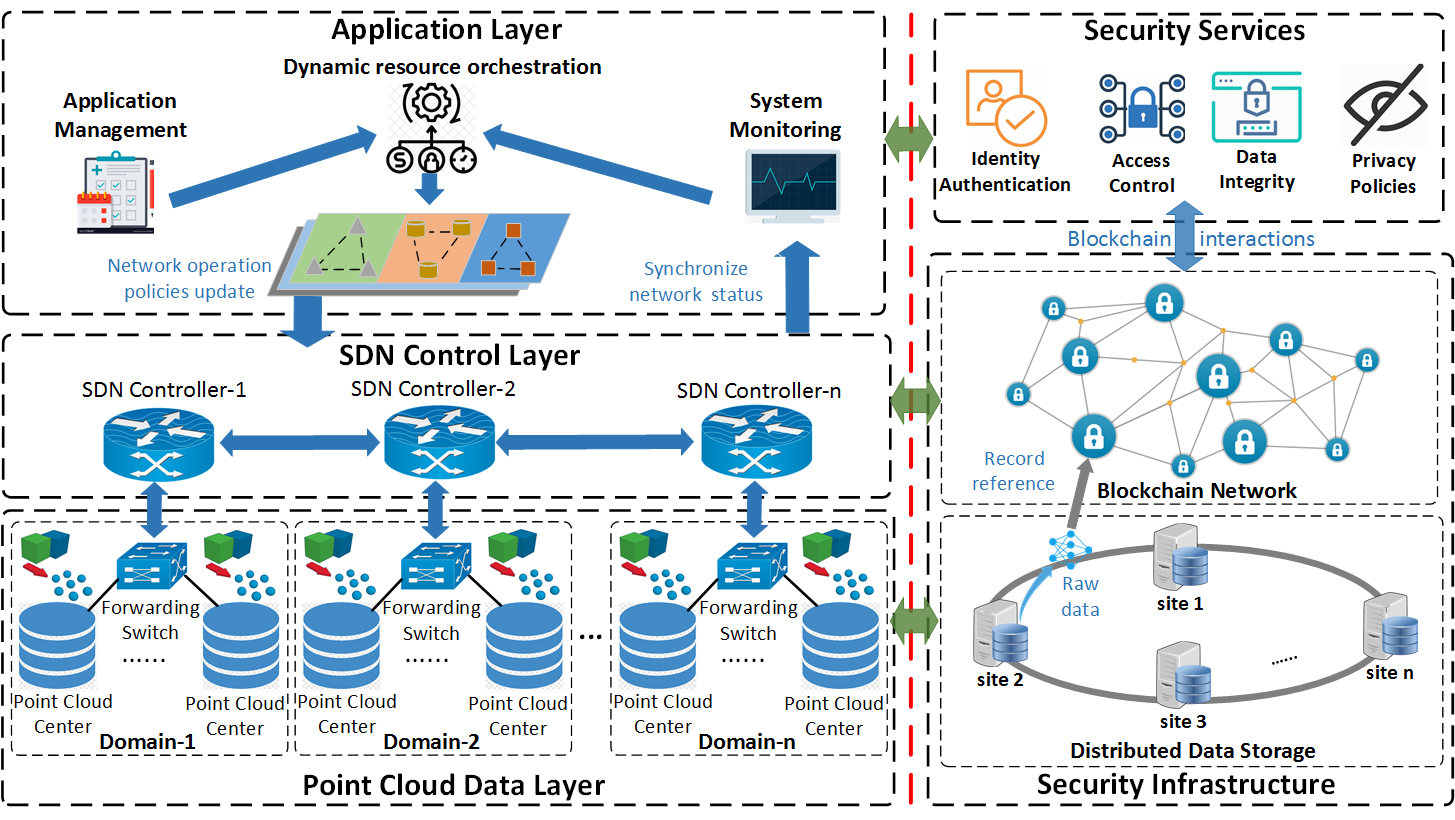 Application Layer
Dynamic resource orchestration
Application
Management
System
Monitoring
Network operation
policies update
Synchronize
network status
SDN Control Layer
SDN Controller-1
SDN Controller-2
SDN Controller-n
Forwarding
Switch
......
Point Cloud
Center
Point Cloud
Center
Domain-1
Forwarding
Switch
......
Point Cloud
Center
Point Cloud
Center
Domain-2
...
Forwarding
Switch
......
Point Cloud
Center
Point Cloud
Center
Domain-n
Point Cloud Data Layer
Security Services
Identity
Authentication
Access
Control
Data
Integrity
Privacy
Policies
Blockchain interactions
Record
reference
Blockchain Network
Raw
data
site 1
site 2
site 3
......
site n
Distributed Data Storage
Security Infrastructure